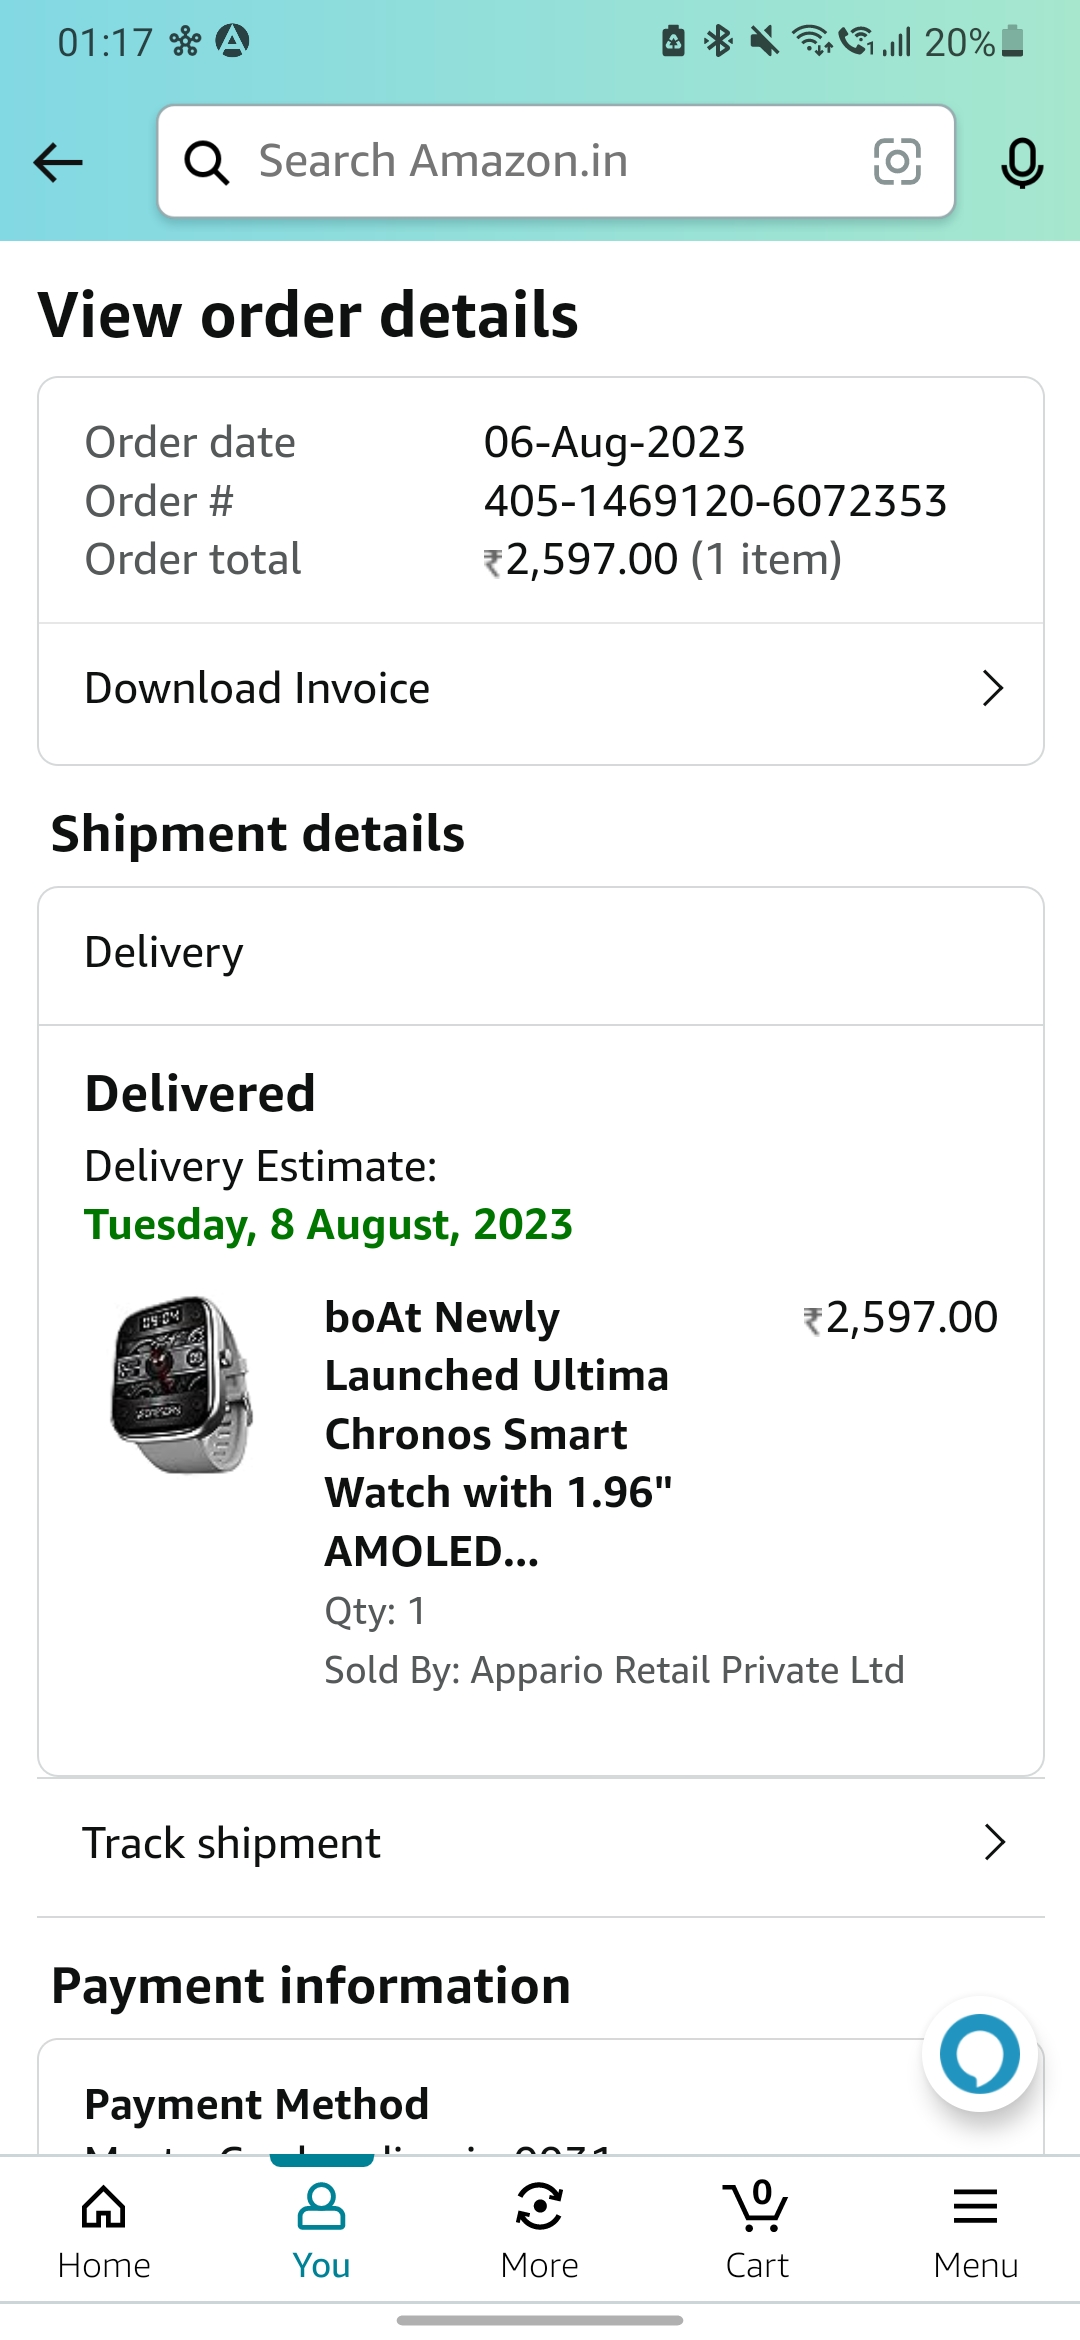 01:17
20%
Search Amazon.in
View order details
Order date 06-Aug-2023
Order # 405-1469120-6072353
Order total ₹2,597.00 (1 item)
Download Invoice
Shipment details
Delivery
Delivered
Delivery Estimate:
Tuesday, 8 August, 2023
boAt Newly ₹2,597.00
Launched Ultima
Chronos Smart
Watch with 1.96"
AMOLED...
Qty: 1
Sold By: Appario Retail Private Ltd
Track shipment
Payment information
Payment Method
0
Home You More Cart Menu